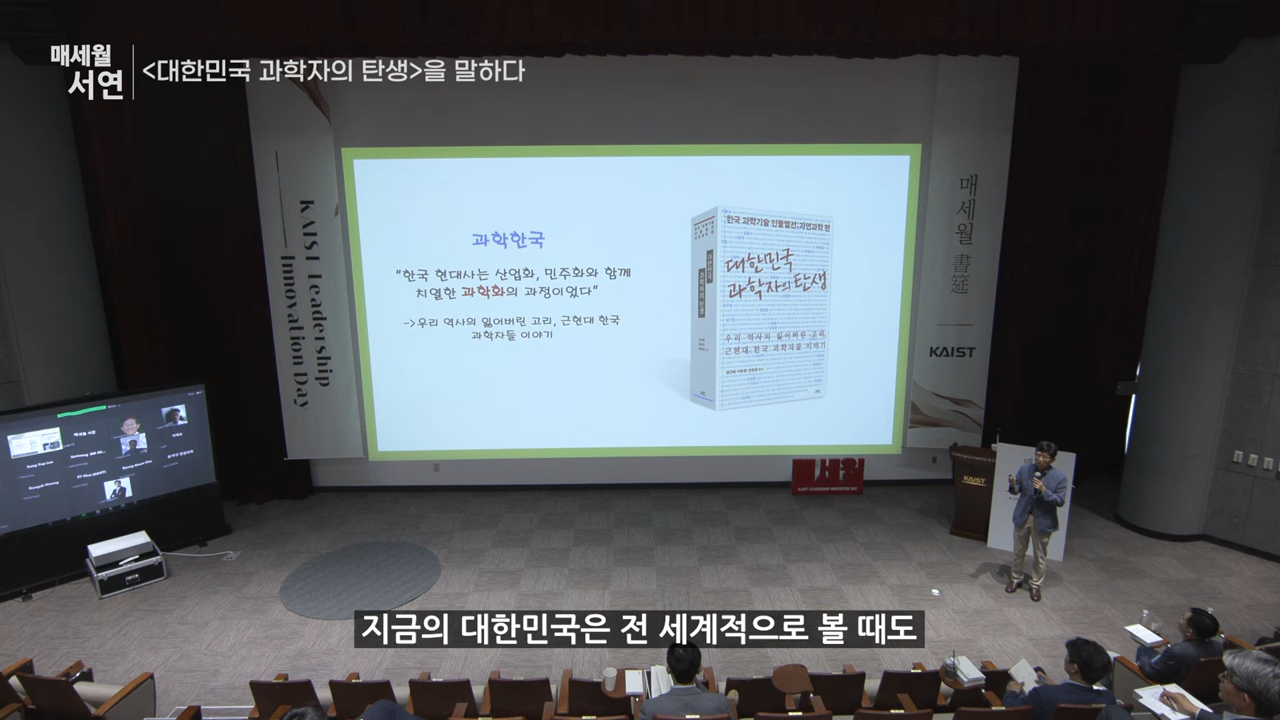 매세월
서연
<대한민국 과학자의 탄생>을 말하다
KAIST Leadership
Innovation Day
과학한국
"한국 현대사는 산업화, 민주화와 함께
치열한 과학화의 과정이었다"
->우리 역사의 잃어버린 고리, 근현대 한국
과학자들 이야기
한국 과학기술 인물열전: 자연과학 편
대한민국
과학자의 탄생
우리 역사의 잃어버린 고리,
근현대 한국 과학자들 이야기
매세월 書延
KAIST
매세월
KAIST LEADERSHIP INNOVATION DAY
KAIST
지금의 대한민국은 전 세계적으로 볼 때도